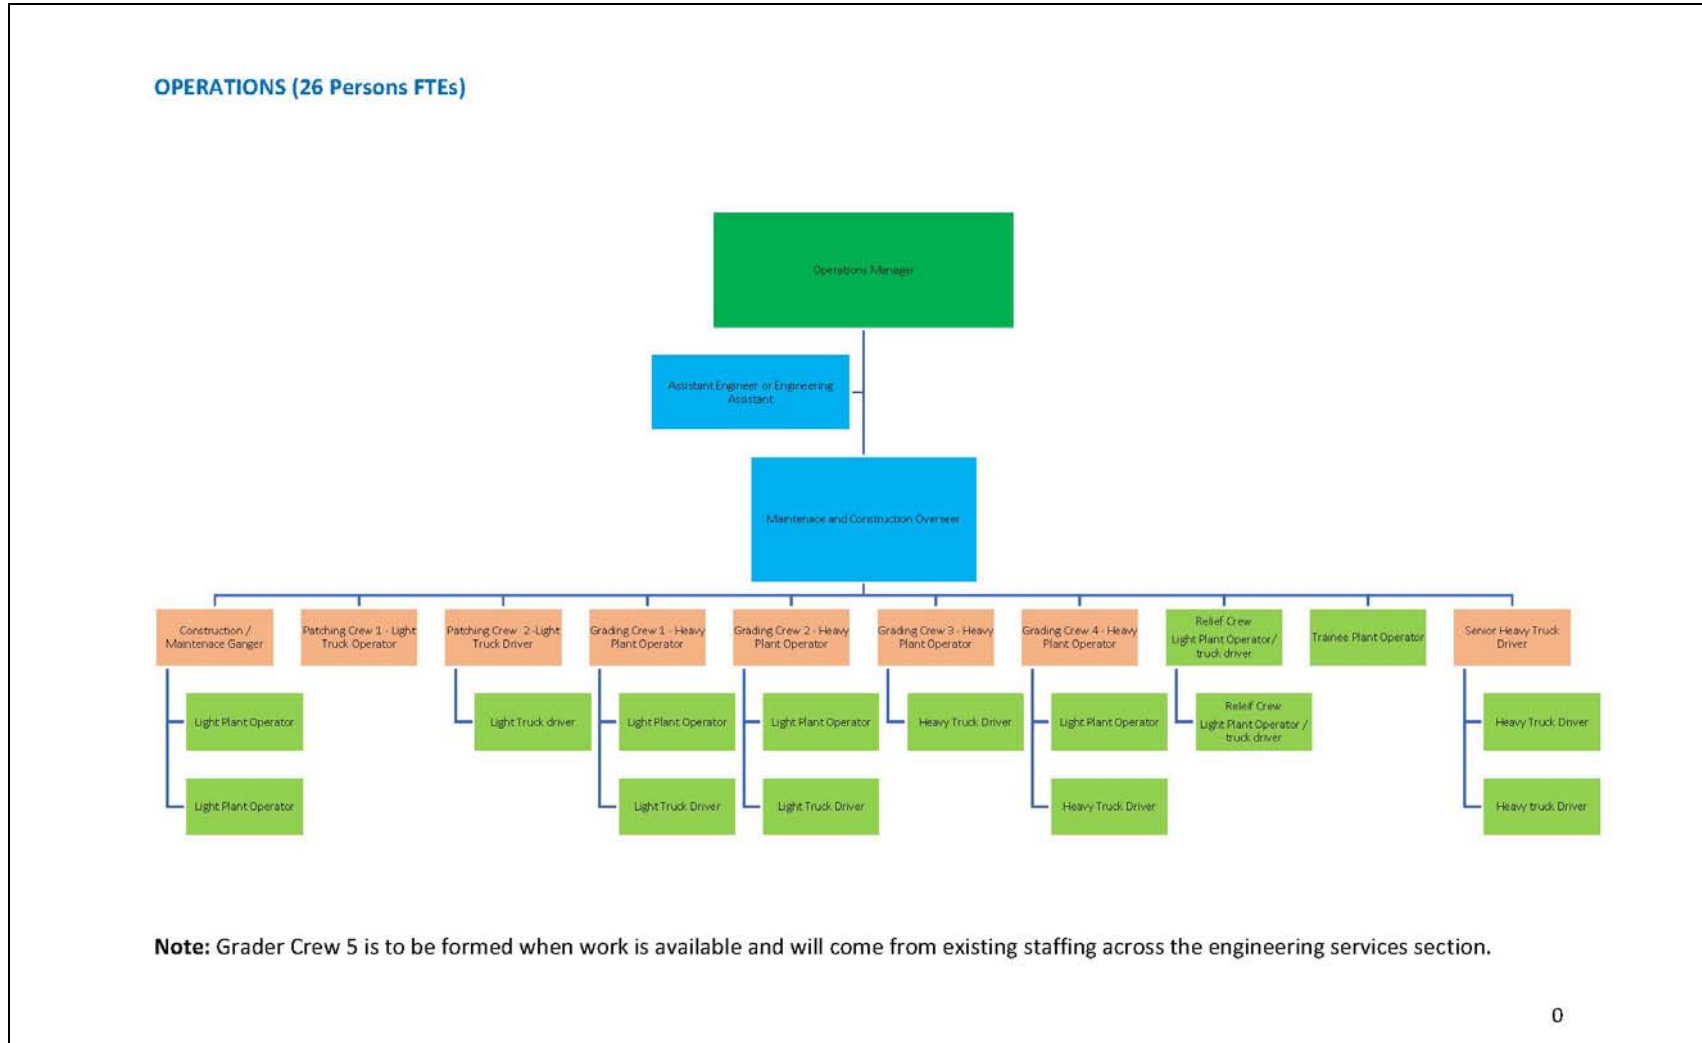 OPERATIONS (26 Persons FTEs)
Operations Manager
Assistant Engineer or Engineering
Assistant
Maintenace and Construction Overseer
Construction /
Maintenace Ganger
Patching Crew 1 - Light
Truck Operator
Patching Crew 2 -Light
Truck Driver
Grading Crew 1 - Heavy
Plant Operator
Grading Crew 2 - Heavy
Plant Operator
Grading Crew 3 - Heavy
Plant Operator
Grading Crew 4 - Heavy
Plant Operator
Relief Crew
Light Plant Operator/
truck driver
Trainee Plant Operator
Senior Heavy Truck
Driver
Light Plant Operator
Light Truck driver
Light Plant Operator
Light Plant Operator
Heavy Truck Driver
Light Plant Operator
Releif Crew
Light Plant Operator /
truck driver
Heavy Truck Driver
Light Plant Operator
Light Truck Driver
Light Truck Driver
Heavy Truck Driver
Heavy truck Driver
Note: Grader Crew 5 is to be formed when work is available and will come from existing staffing across the engineering services section.
0